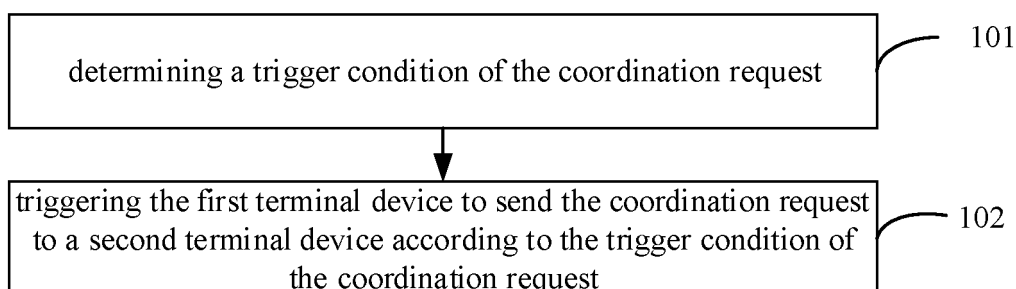 determining a trigger condition of the coordination request
101
triggering the first terminal device to send the coordination request
to a second terminal device according to the trigger condition of
the coordination request
102